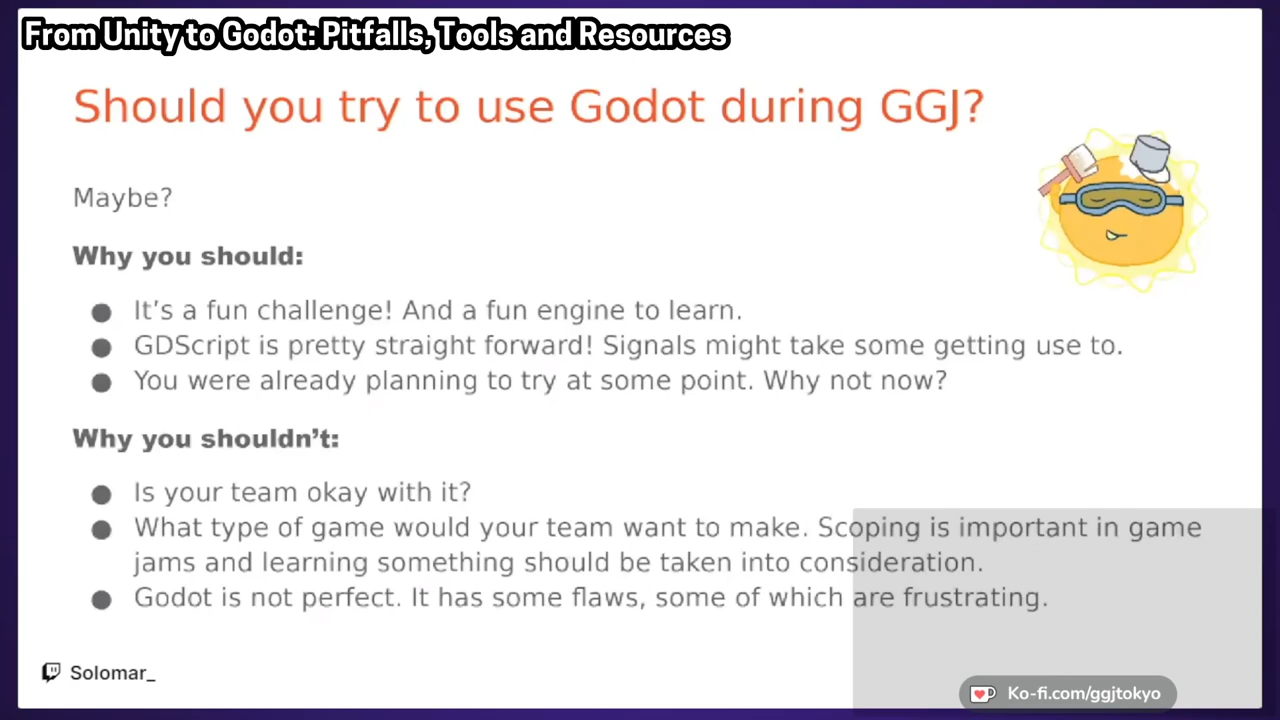 From Unity to Godot: Pitfalls, Tools and Resources
Should you try to use Godot during GGJ?
Maybe?
Why you should:
● It's a fun challenge! And a fun engine to learn.
● GDScript is pretty straight forward! Signals might take some getting use to.
● You were already planning to try at some point. Why not now?
Why you shouldn't:
● Is your team okay with it?
● What type of game would your team want to make. Scoping is important in game
jams and learning something should be taken into consideration.
● Godot is not perfect. It has some flaws, some of which are frustrating.
Solomar_
Ko-fi.com/ggjtokyo